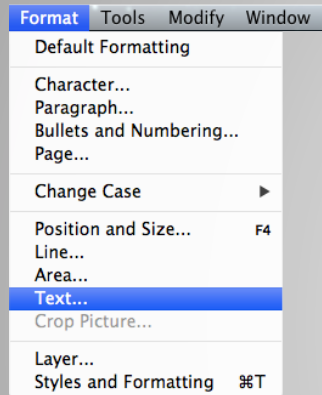 Format Tools Modify Window
Default Formatting
Character...
Paragraph...
Bullets and Numbering...
Page...
Change Case ▶
Position and Size... F4
Line...
Area...
Text...
Crop Picture...
Layer...
Styles and Formatting ⌘T